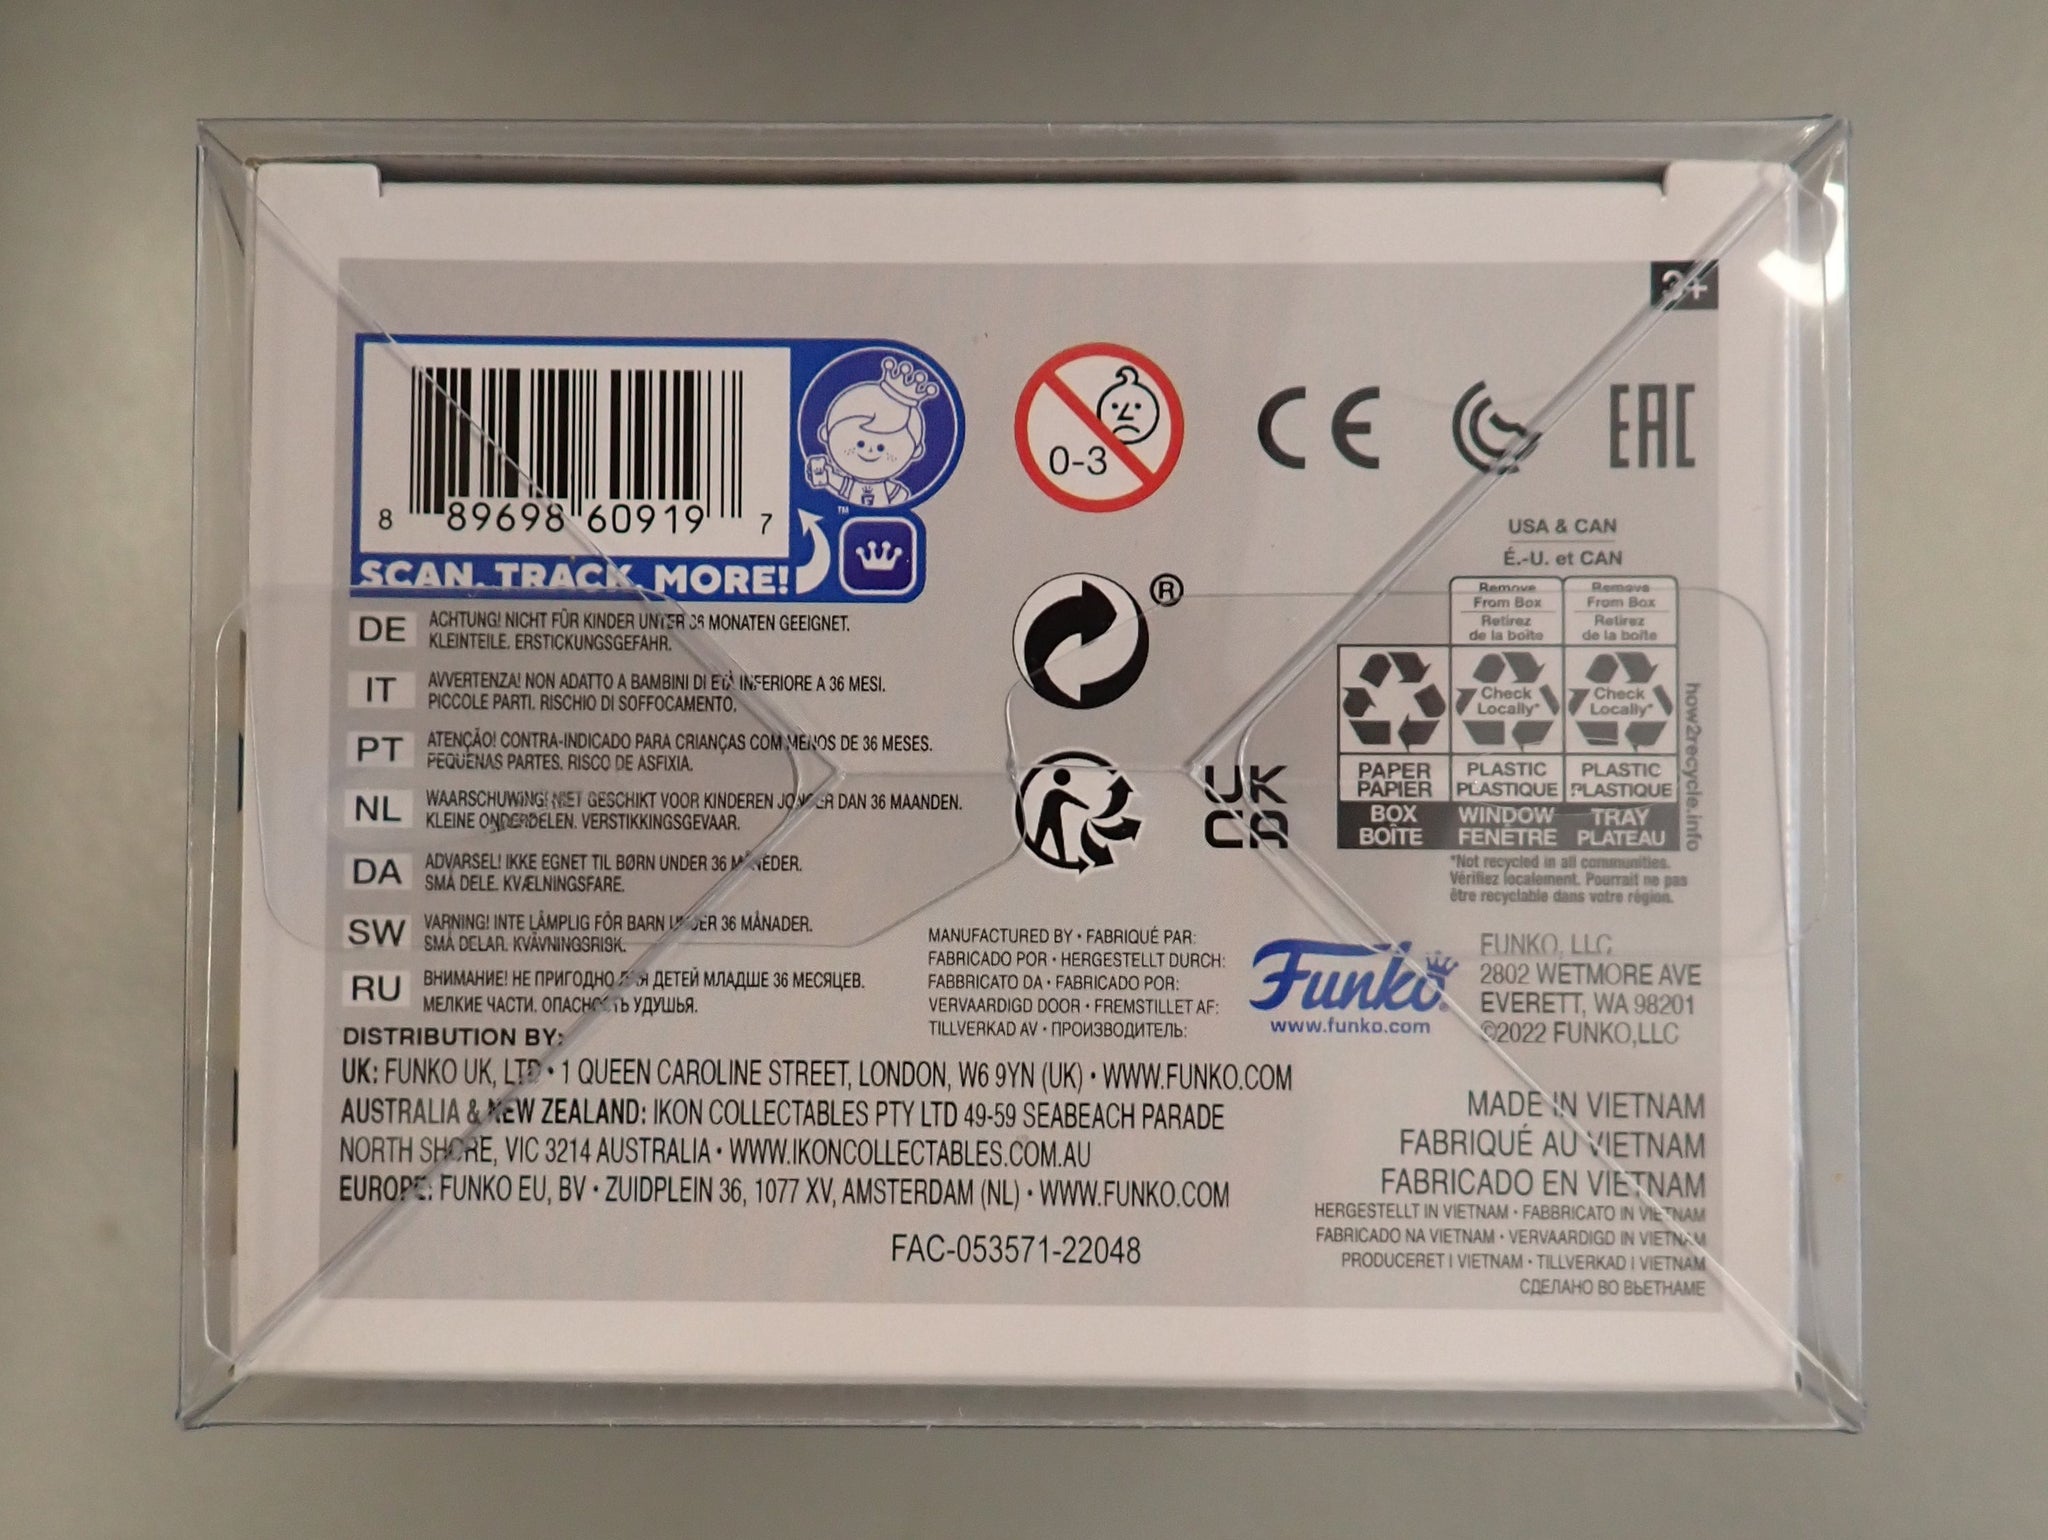 3+
8 89698 60919 7
SCAN. TRACK. MORE!
™
0-3
CE
EAC
USA & CAN
É.-U. et CAN
®
Remove
From Box
Retirez
de la boîte
Remove
From Box
Retirez
de la boîte
Check
Locally*
Check
Locally*
PAPER
PAPIER
PLASTIC
PLASTIQUE
PLASTIC
PLASTIQUE
BOX
BOÎTE
WINDOW
FENÊTRE
TRAY
PLATEAU
how2recycle.info
*Not recycled in all communities.
Vérifiez localement. Pourrait ne pas
être recyclable dans votre région.
UK
CA
DE ACHTUNG! NICHT FÜR KINDER UNTER 36 MONATEN GEEIGNET.
KLEINTEILE. ERSTICKUNGSGEFAHR.
IT AVVERTENZA! NON ADATTO A BAMBINI DI ETÀ INFERIORE A 36 MESI.
PICCOLE PARTI. RISCHIO DI SOFFOCAMENTO.
PT ATENÇÃO! CONTRA-INDICADO PARA CRIANÇAS COM MENOS DE 36 MESES.
PEQUENAS PARTES. RISCO DE ASFIXIA.
NL WAARSCHUWING! NIET GESCHIKT VOOR KINDEREN JONGER DAN 36 MAANDEN.
KLEINE ONDERDELEN. VERSTIKKINGSGEVAAR.
DA ADVARSEL! IKKE EGNET TIL BØRN UNDER 36 MÅNEDER.
SMÅ DELE. KVÆLNINGSFARE.
SW VARNING! INTE LÄMPLIG FÖR BARN UNDER 36 MÅNADER.
SMÅ DELAR. KVÄVNINGSRISK.
RU ВНИМАНИЕ! НЕ ПРИГОДНО ДЛЯ ДЕТЕЙ МЛАДШЕ 36 МЕСЯЦЕВ.
МЕЛКИЕ ЧАСТИ. ОПАСНОСТЬ УДУШЬЯ.
MANUFACTURED BY • FABRIQUÉ PAR:
FABRICADO POR • HERGESTELLT DURCH:
FABBRICATO DA • FABRICADO POR:
VERVAARDIGD DOOR • FREMSTILLET AF:
TILLVERKAD AV • ПРОИЗВОДИТЕЛЬ:
Funko
www.funko.com
FUNKO, LLC
2802 WETMORE AVE
EVERETT, WA 98201
©2022 FUNKO,LLC
DISTRIBUTION BY:
UK: FUNKO UK, LTD • 1 QUEEN CAROLINE STREET, LONDON, W6 9YN (UK) • WWW.FUNKO.COM
AUSTRALIA & NEW ZEALAND: IKON COLLECTABLES PTY LTD 49-59 SEABEACH PARADE
NORTH SHORE, VIC 3214 AUSTRALIA • WWW.IKONCOLLECTABLES.COM.AU
EUROPE: FUNKO EU, BV • ZUIDPLEIN 36, 1077 XV, AMSTERDAM (NL) • WWW.FUNKO.COM
FAC-053571-22048
MADE IN VIETNAM
FABRIQUÉ AU VIETNAM
FABRICADO EN VIETNAM
HERGESTELLT IN VIETNAM • FABBRICATO IN VIETNAM
FABRICADO NA VIETNAM • VERVAARDIGD IN VIETNAM
PRODUCERET I VIETNAM • TILLVERKAD I VIETNAM
СДЕЛАНО ВО ВЬЕТНАМЕ